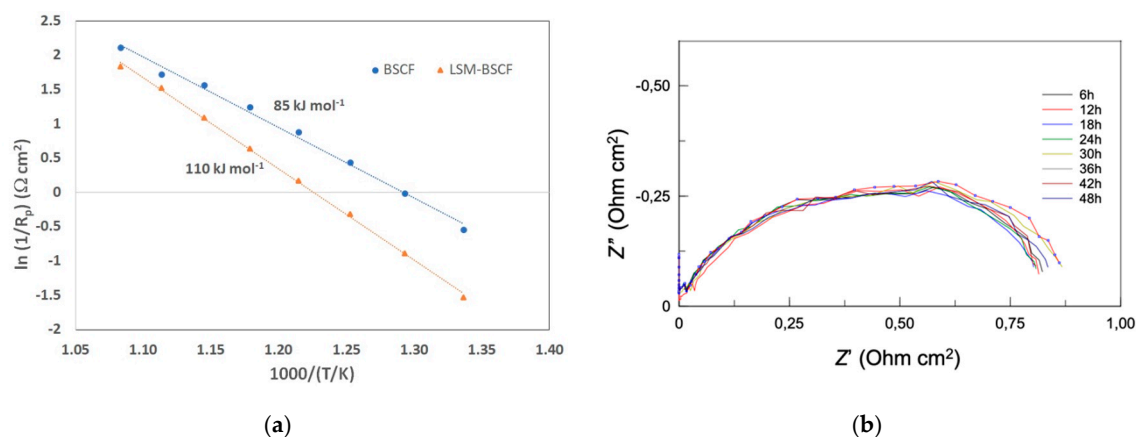 2.5
2
1.5
1
0.5
0
-0.5
-1
-1.5
-2
ln (1/Rp) (Ω cm2)
BSCF
LSM-BSCF
85 kJ mol-1
110 kJ mol-1
1.05
1.10
1.15
1.20
1.25
1.30
1.35
1.40
1000/(T/K)
(a)
-0,50
-0,25
0
Z" (Ohm cm2)
6h
12h
18h
24h
30h
36h
42h
48h
0
0,25
0,50
0,75
1,00
Z' (Ohm cm2)
(b)